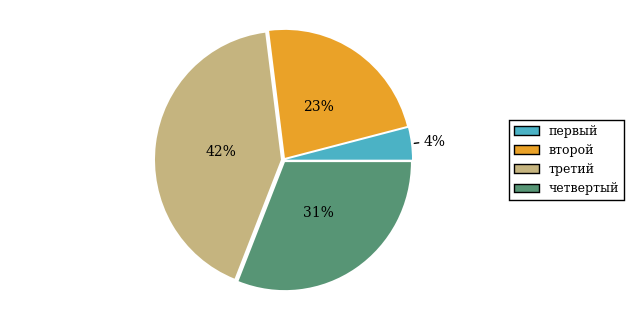 23%
4%
42%
31%
первый
второй
третий
четвертый